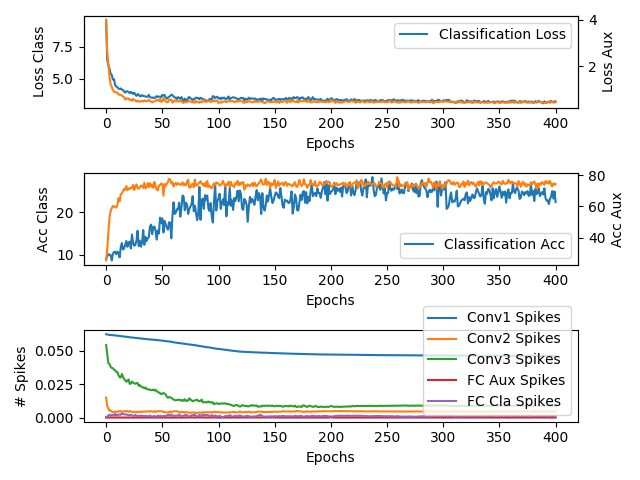 Loss Class
7.5
5.0
Classification Loss
4
2
Loss Aux
0 50 100 150 200 250 300 350 400
Epochs
Acc Class
20
10
Classification Acc
80
60
40
Acc Aux
0 50 100 150 200 250 300 350 400
Epochs
# Spikes
0.050
0.025
0.000
Conv1 Spikes
Conv2 Spikes
Conv3 Spikes
FC Aux Spikes
FC Cla Spikes
0 50 100 150 200 250 300 350 400
Epochs